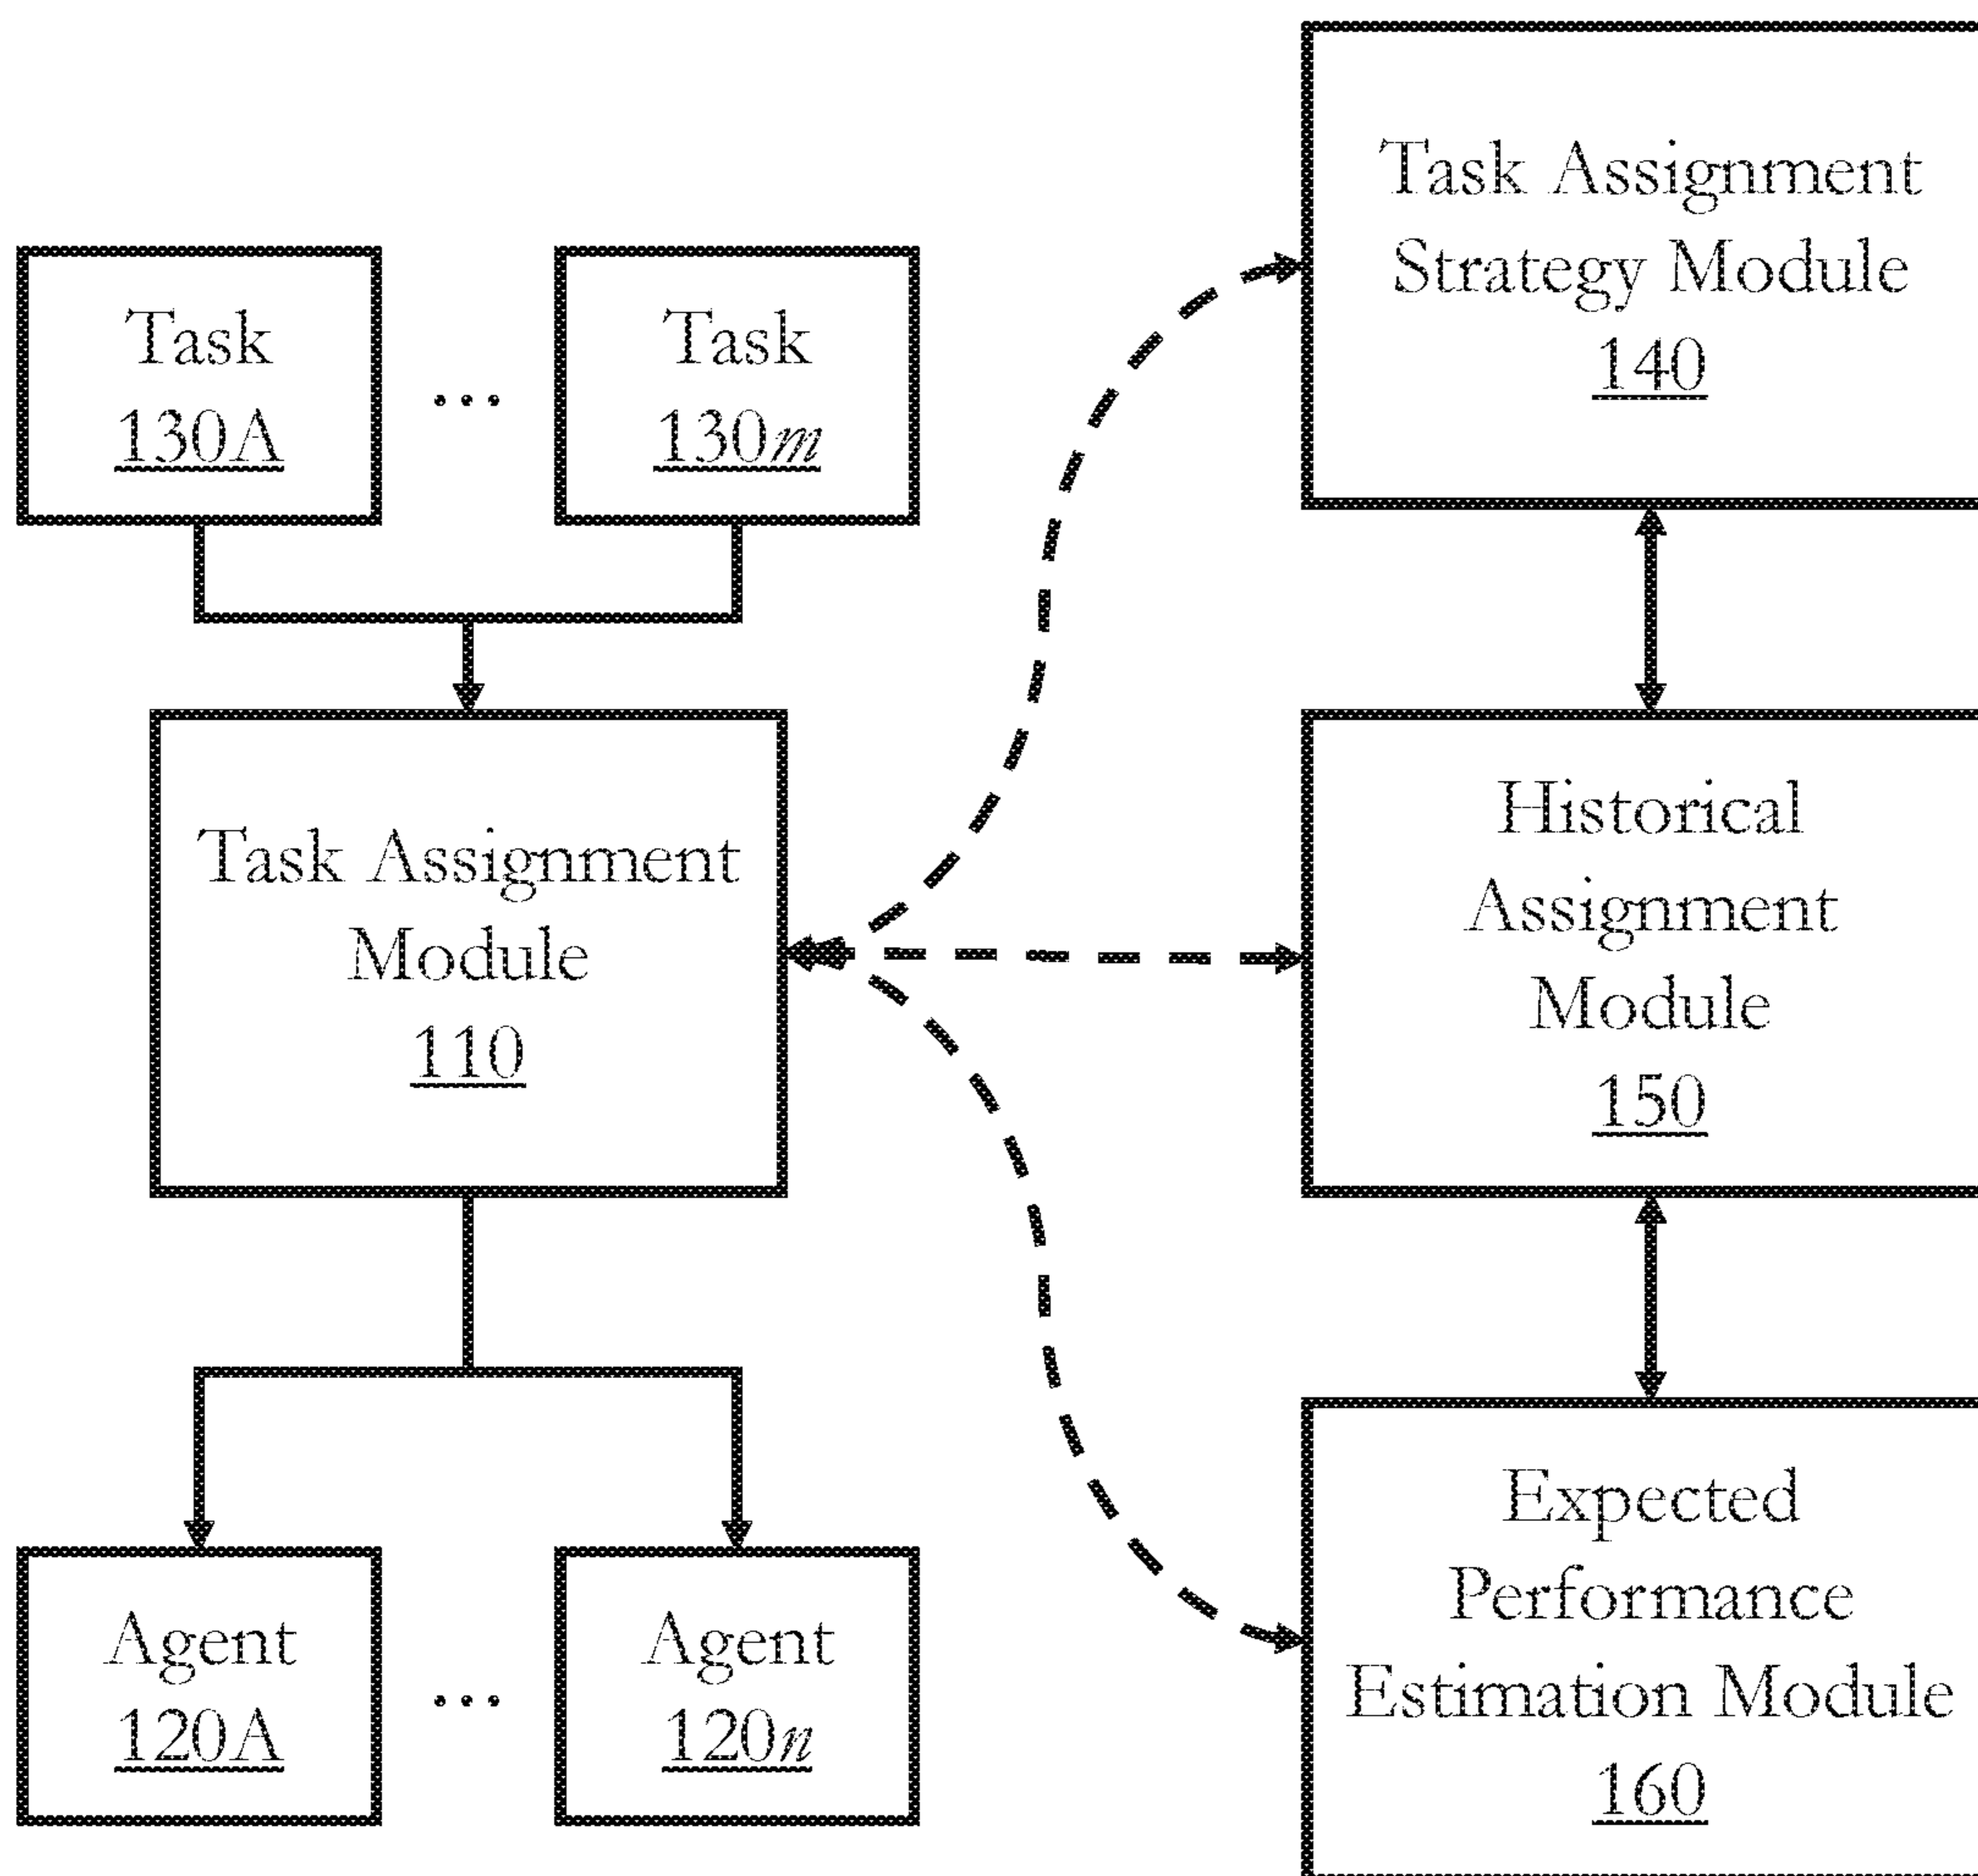 Task Assignment
Strategy Module
140
Task
130A
...
Task
130m
Task Assignment
Module
110
Historical
Assignment
Module
150
Agent
120A
...
Agent
120n
Expected
Performance
Estimation Module
160